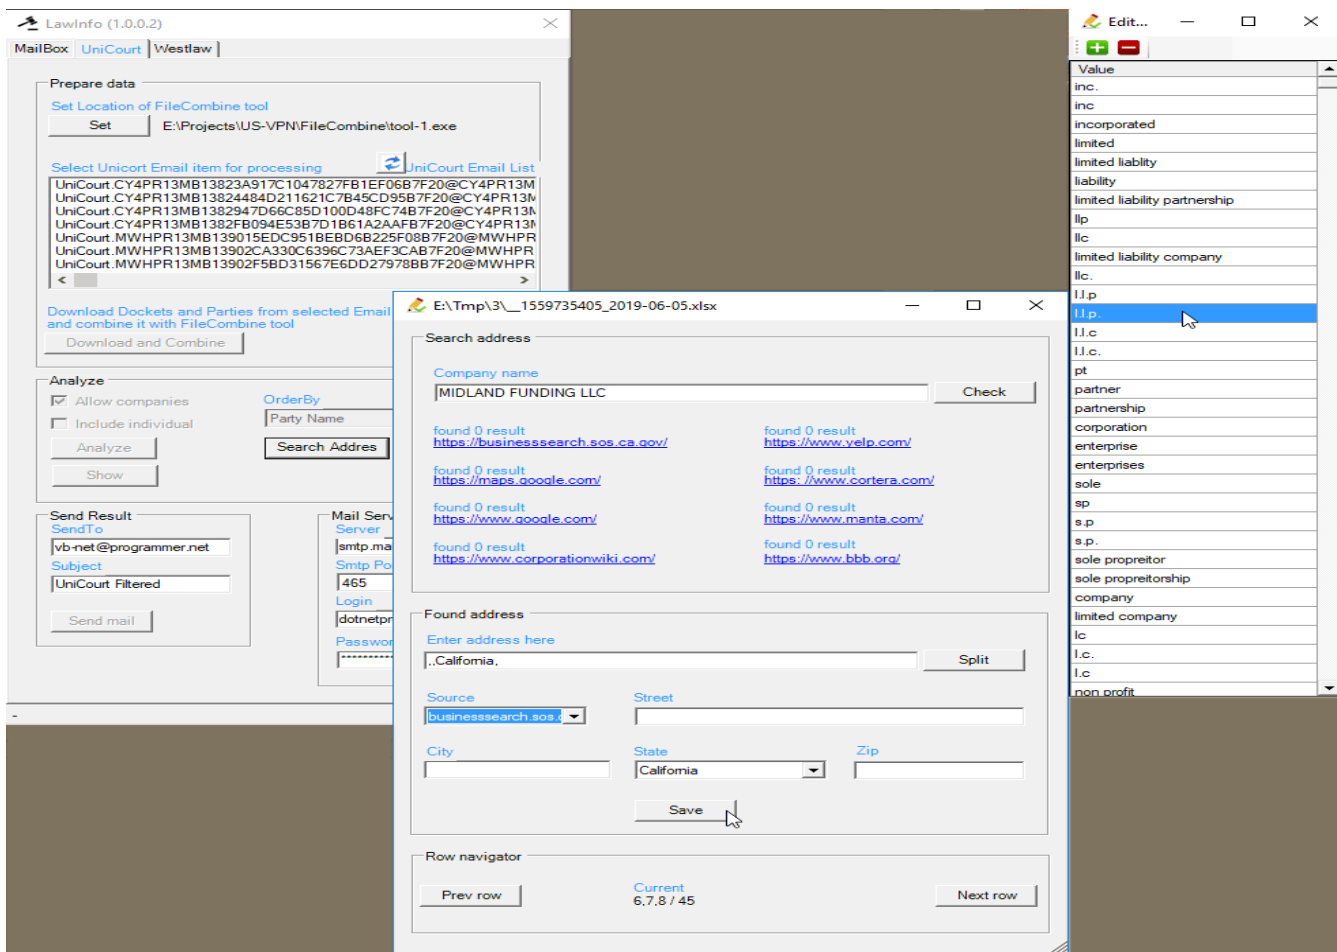 LawInfo (1.0.0.2)
MailBox UniCourt Westlaw
Prepare data
Set Location of FileCombine tool
Set E:\Projects\US-VPN\FileCombine\tool-1.exe
Select Unicort Email item for processing UniCourt Email List
UniCourt.CY4PR13MB13823A917C1047827FB1EF06B7F20@CY4PR13M
UniCourt.CY4PR13MB13824484D211621C7B45CD95B7F20@CY4PR13M
UniCourt.CY4PR13MB1382947D66C85D100D48FC74B7F20@CY4PR13M
UniCourt.CY4PR13MB1382FB094E53B7D1B61A2AAFB7F20@CY4PR13M
UniCourt.MWHPR13MB139015EDC951BEBD6B225F08B7F20@MWHPR
UniCourt.MWHPR13MB13902CA330C6396C73AEF3CAB7F20@MWHPR
UniCourt.MWHPR13MB13902F5BD31567E6DD27978BB7F20@MWHPR
Download Dockets and Parties from selected Email
and combine it with FileCombine tool
Download and Combine
Analyze
Allow companies
OrderBy
Include individual
Party Name
Analyze
Search Addres
Show
Send Result
SendTo
vb-net@programmer.net
Subject
UniCourt Filtered
Send mail
Mail Serv
Server
smtp.ma
Smtp Po
465
Login
dotnetpr
Passwor
-
E:\Tmp\3\__1559735405_2019-06-05.xlsx
Search address
Company name
MIDLAND FUNDING LLC Check
found 0 result
https://businesssearch.sos.ca.gov/
found 0 result
https://www.yelp.com/
found 0 result
https://maps.google.com/
found 0 result
https: //www.cortera.com/
found 0 result
https://www.google.com/
found 0 result
https://www.manta.com/
found 0 result
https://www.corporationwiki.com/
found 0 result
https://www.bbb.org/
Found address
Enter address here
,,California, Split
Source Street
businesssearch.sos.c
City State Zip
California
Save
Row navigator
Prev row
Current
6,7,8 / 45
Next row
Edit...
Value
inc.
inc
incorporated
limited
limited liablity
liability
limited liability partnership
llp
llc
limited liability company
llc.
l.l.p
l.l.p.
l.l.c
l.l.c.
pt
partner
partnership
corporation
enterprise
enterprises
sole
sp
s.p
s.p.
sole propreitor
sole propreitorship
company
limited company
lc
l.c.
l.c
non profit